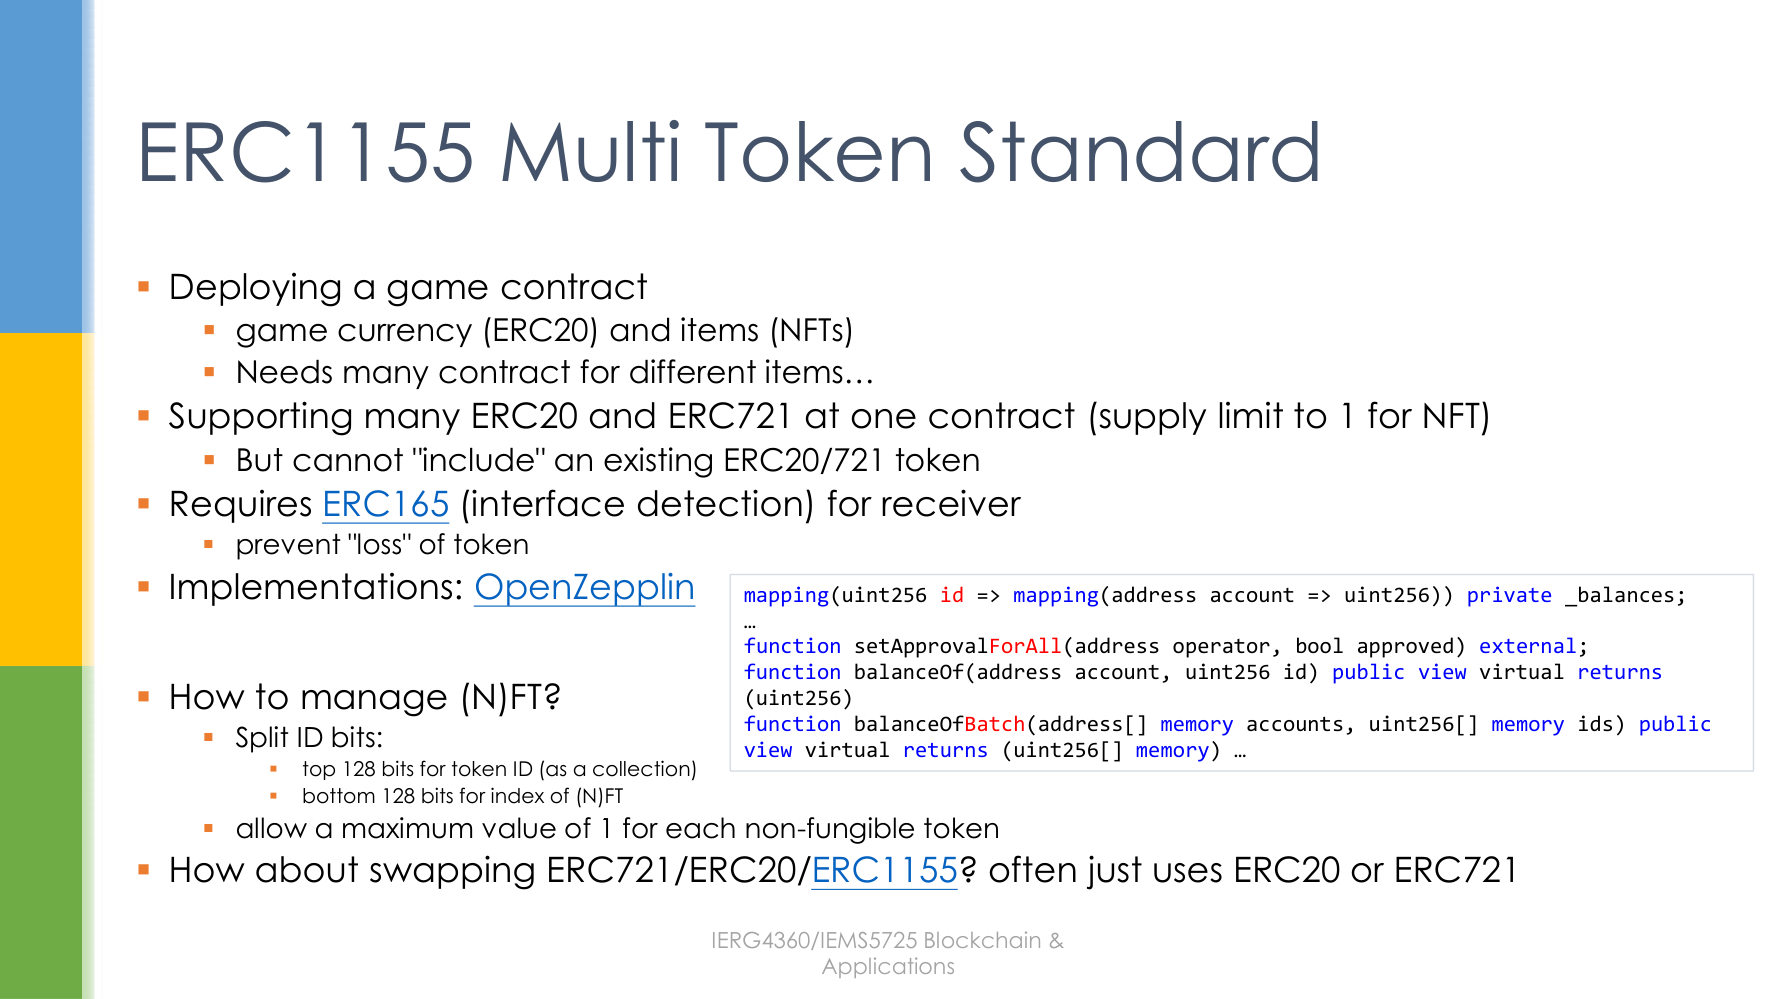 ERC1155 Multi Token Standard
▪ Deploying a game contract
▪ game currency (ERC20) and items (NFTs)
▪ Needs many contract for different items…
▪ Supporting many ERC20 and ERC721 at one contract (supply limit to 1 for NFT)
▪ But cannot "include" an existing ERC20/721 token
▪ Requires ERC165 (interface detection) for receiver
▪ prevent "loss" of token
▪ Implementations: OpenZepplin
mapping(uint256 id => mapping(address account => uint256)) private _balances;
…
function setApprovalForAll(address operator, bool approved) external;
function balanceOf(address account, uint256 id) public view virtual returns
(uint256)
function balanceOfBatch(address[] memory accounts, uint256[] memory ids) public
view virtual returns (uint256[] memory) …
▪ How to manage (N)FT?
▪ Split ID bits:
▪ top 128 bits for token ID (as a collection)
▪ bottom 128 bits for index of (N)FT
▪ allow a maximum value of 1 for each non-fungible token
▪ How about swapping ERC721/ERC20/ERC1155? often just uses ERC20 or ERC721
IERG4360/IEMS5725 Blockchain &
Applications